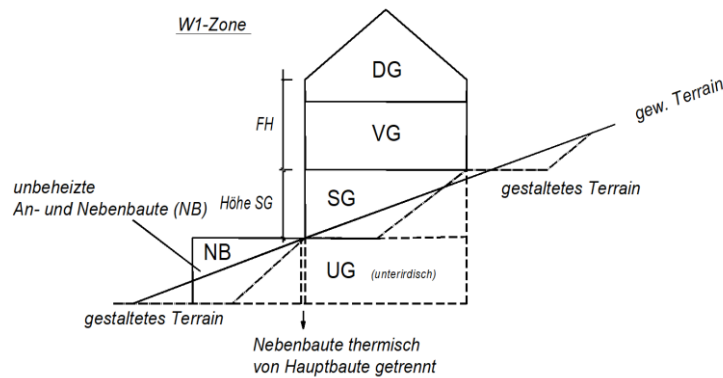 W1-Zone
DG
gew. Terrain
FH
VG
unbeheizte
An- und Nebenbaute (NB)
gestaltetes Terrain
Höhe SG
SG
NB
UG (unterirdisch)
gestaltetes Terrain
Nebenbaute thermisch
von Hauptbaute getrennt